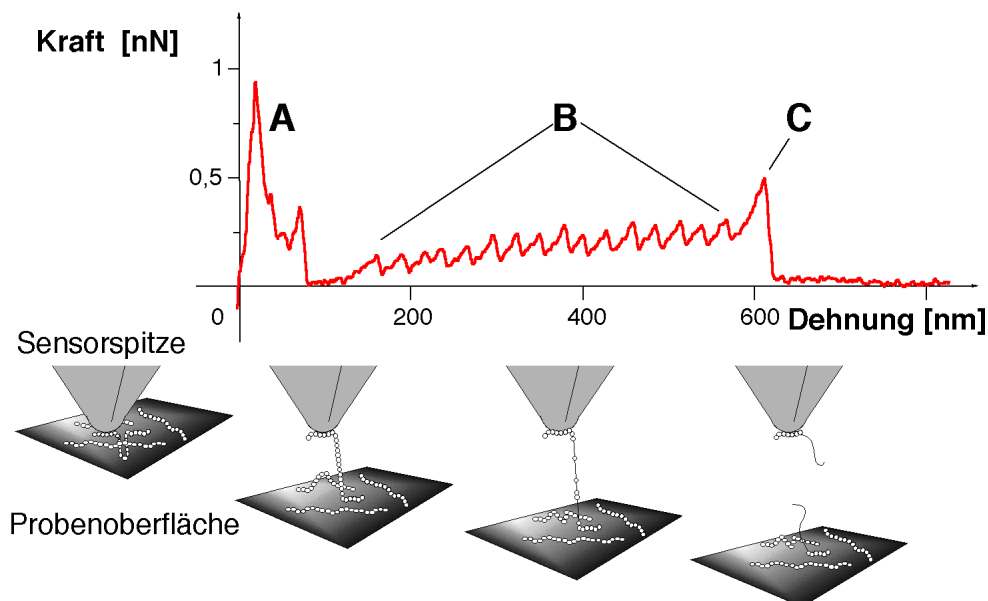 Kraft [nN]
1
A
B
C
0,5
0
200
400
600
Dehnung [nm]
Sensorspitze
Probenoberfläche